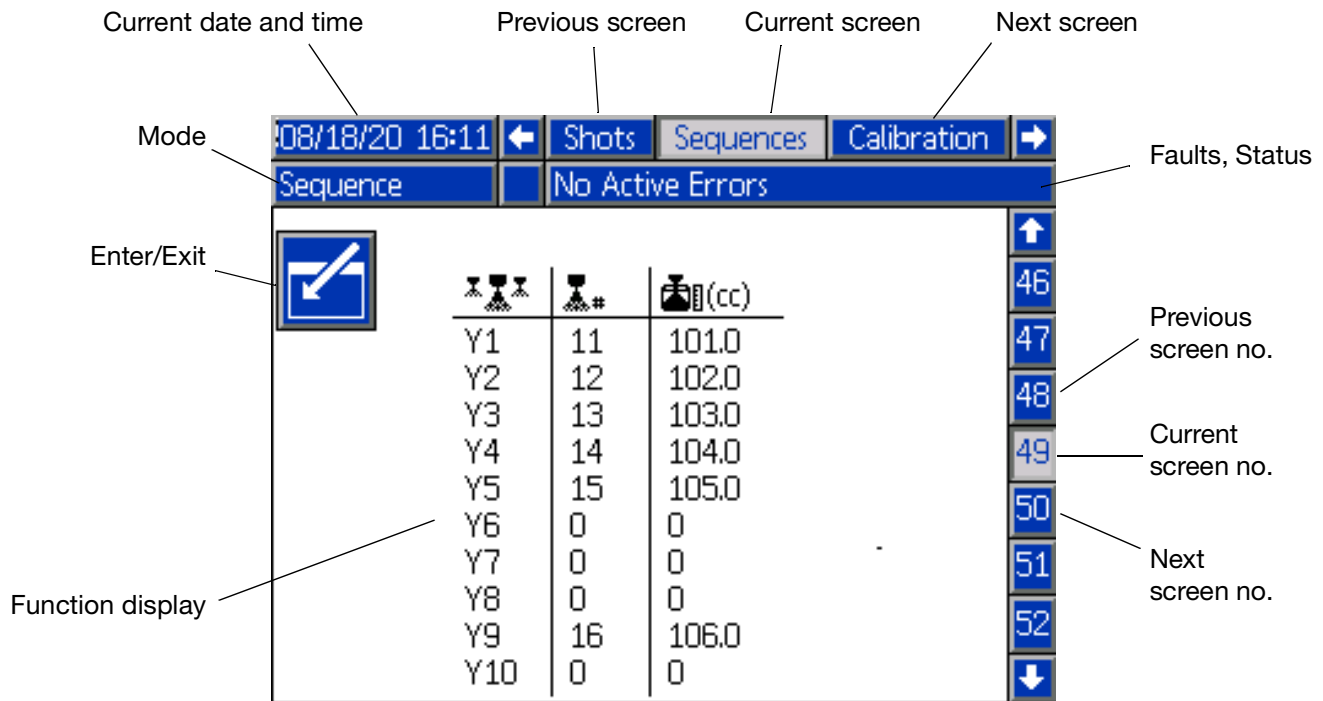 Current date and time
Previous screen
Current screen
Next screen
Mode
08/18/20 16:11
Shots
Sequences
Calibration
Faults, Status
Sequence
No Active Errors
Enter/Exit
# (cc)
Y1 11 101.0
Y2 12 102.0
Y3 13 103.0
Y4 14 104.0
Y5 15 105.0
Y6 0 0
Y7 0 0
Y8 0 0
Y9 16 106.0
Y10 0 0
46
47
48
49
50
51
52
Previous
screen no.
Current
screen no.
Next
screen no.
Function display